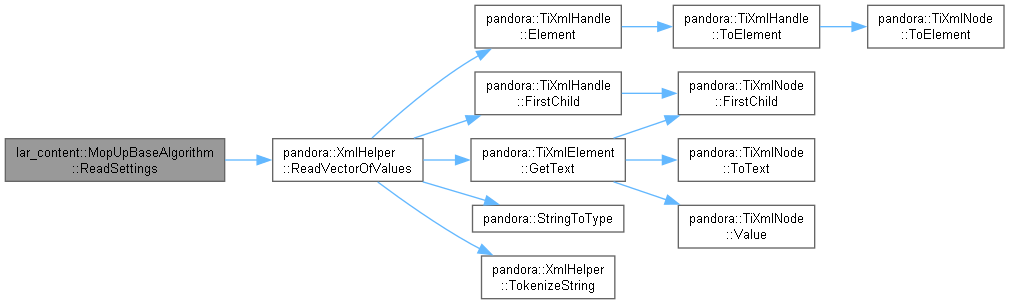 lar_content::MopUpBaseAlgorithm
::ReadSettings
pandora::XmlHelper
::ReadVectorOfValues
pandora::TiXmlHandle
::Element
pandora::TiXmlHandle
::ToElement
pandora::TiXmlNode
::ToElement
pandora::TiXmlHandle
::FirstChild
pandora::TiXmlNode
::FirstChild
pandora::TiXmlElement
::GetText
pandora::TiXmlNode
::ToText
pandora::TiXmlNode
::Value
pandora::StringToType
pandora::XmlHelper
::TokenizeString